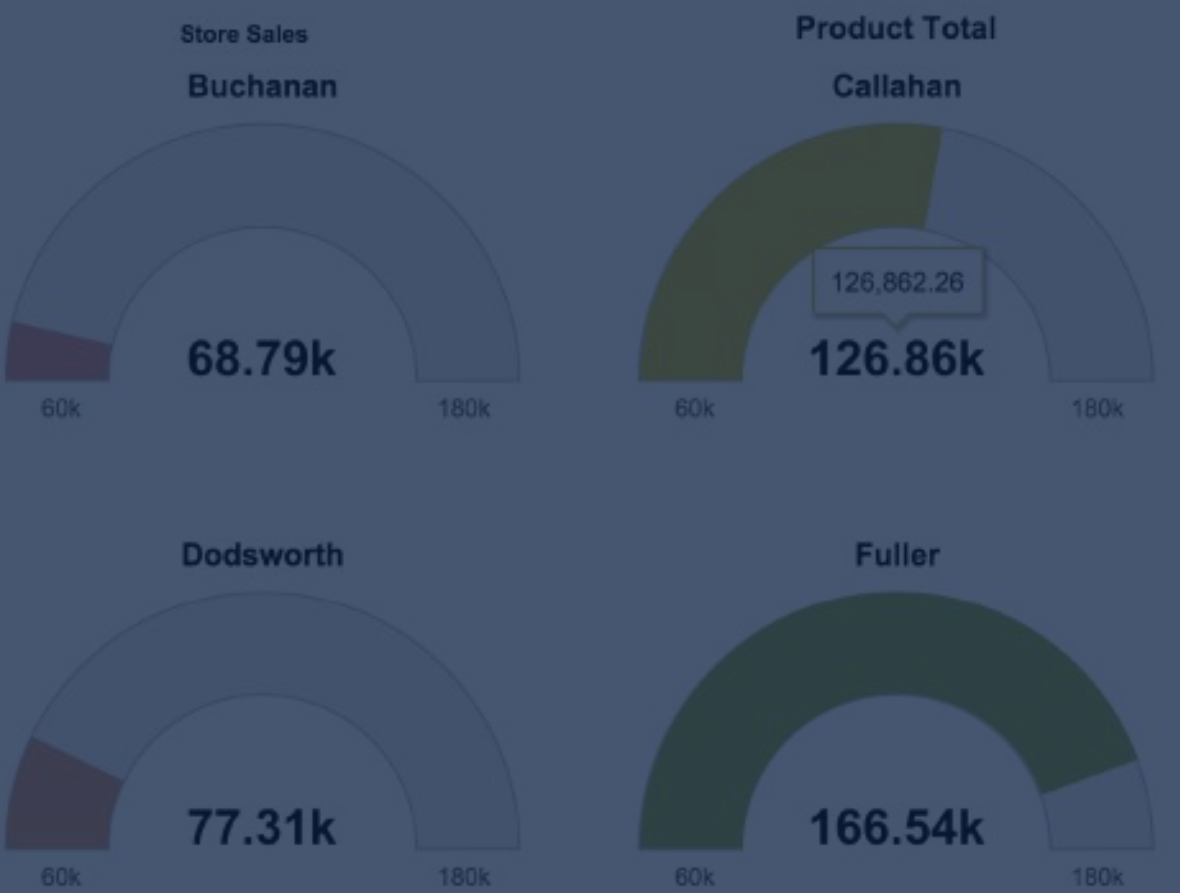 Store Sales
Product Total
Buchanan
Callahan
126,862.26
68.79k
126.86k
60k
180k
60k
180k
Dodsworth
Fuller
77.31k
166.54k
60k
180k
60k
180k